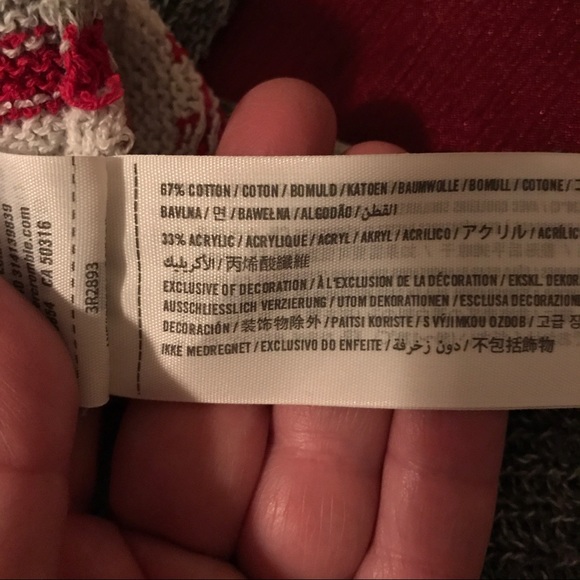 67% COTTON / COTON / BOMULD / KATOEN / BAUMWOLLE / BOMULL / COTONE /
BAVLNA / 면 / BAWEŁNA / ALGODÃO / القطن
33% ACRYLIC / ACRYLIQUE / ACRYL / AKRYL / ACRILICO / アクリル / ACRÍLIC
الأكريليك / 丙烯酸纖維
EXCLUSIVE OF DECORATION / À L'EXCLUSION DE LA DÉCORATION / EKSKL. DEKOR
AUSSCHLIESSLICH VERZIERUNG / UTOM DEKORATIONEN / ESCLUSA DECORAZION
DECORACIÓN / 装飾物除外 / PAITSI KORISTE / S VÝJIMKOU OZDOB / 고급 장
IKKE MEDREGNET / EXCLUSIVO DO ENFEITE / دون زخرفة / 不包括飾物
3R2893
CA 50316